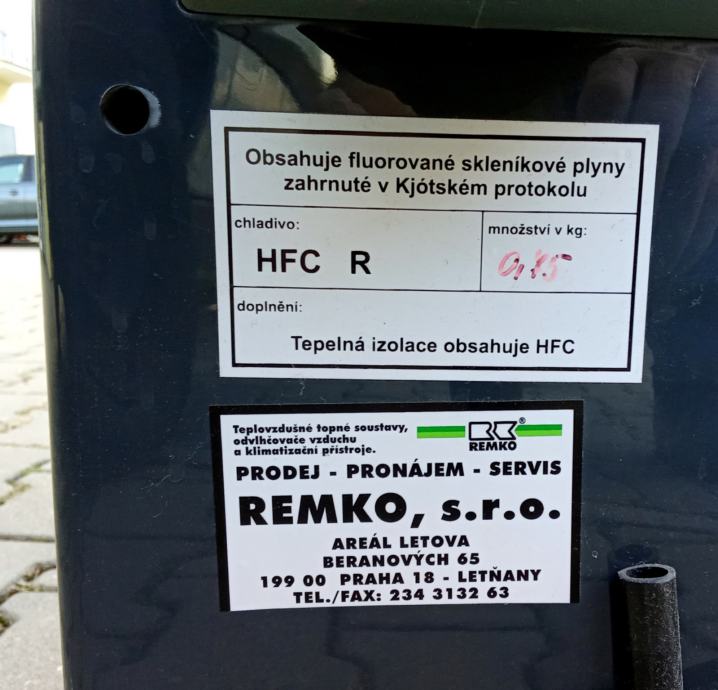 Obsahuje fluorované skleníkové plyny
zahrnuté v Kjótském protokolu
chladivo:
HFC R
množství v kg:
doplnění:
Tepelná izolace obsahuje HFC
Teplovzdušné topné soustavy,
odvlhčovače vzduchu
a klimatizační přístroje.
REMKO
PRODEJ - PRONÁJEM - SERVIS
REMKO, s.r.o.
AREÁL LETOVA
BERANOVÝCH 65
199 00 PRAHA 18 - LETŇANY
TEL./FAX: 234 3132 63